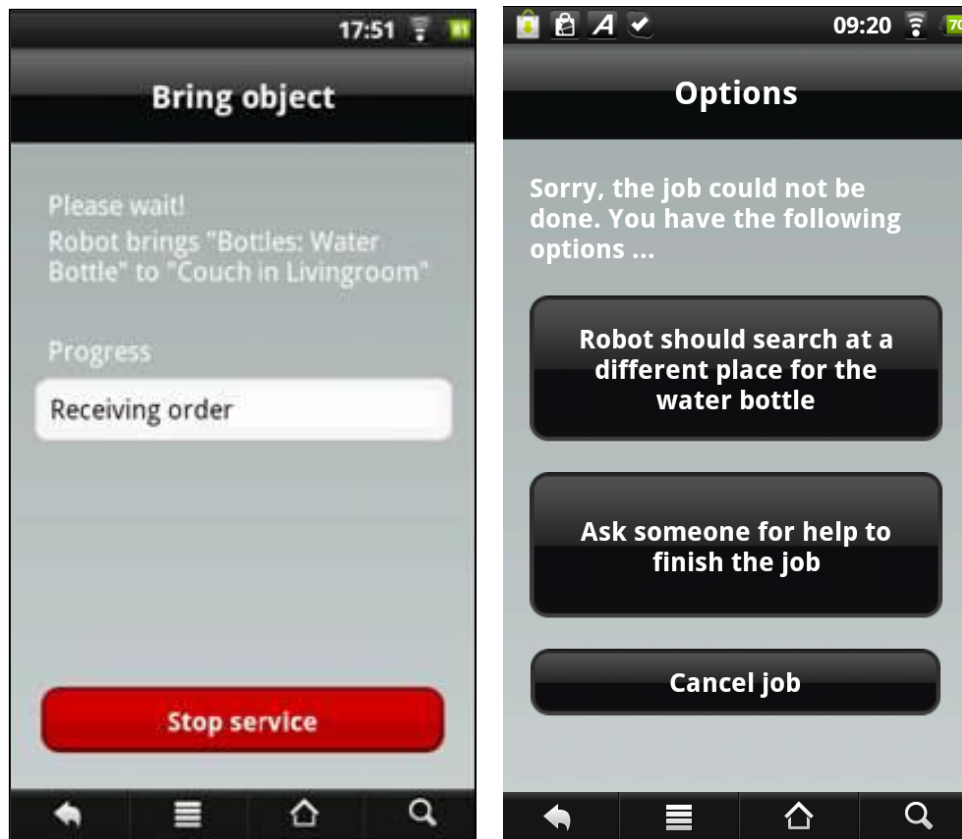 17:51
81
Bring object
Please wait!
Robot brings "Bottles: Water
Bottle" to "Couch in Livingroom"
Progress
Receiving order
Stop service
A
09:20
70
Options
Sorry, the job could not be
done. You have the following
options ...
Robot should search at a
different place for the
water bottle
Ask someone for help to
finish the job
Cancel job